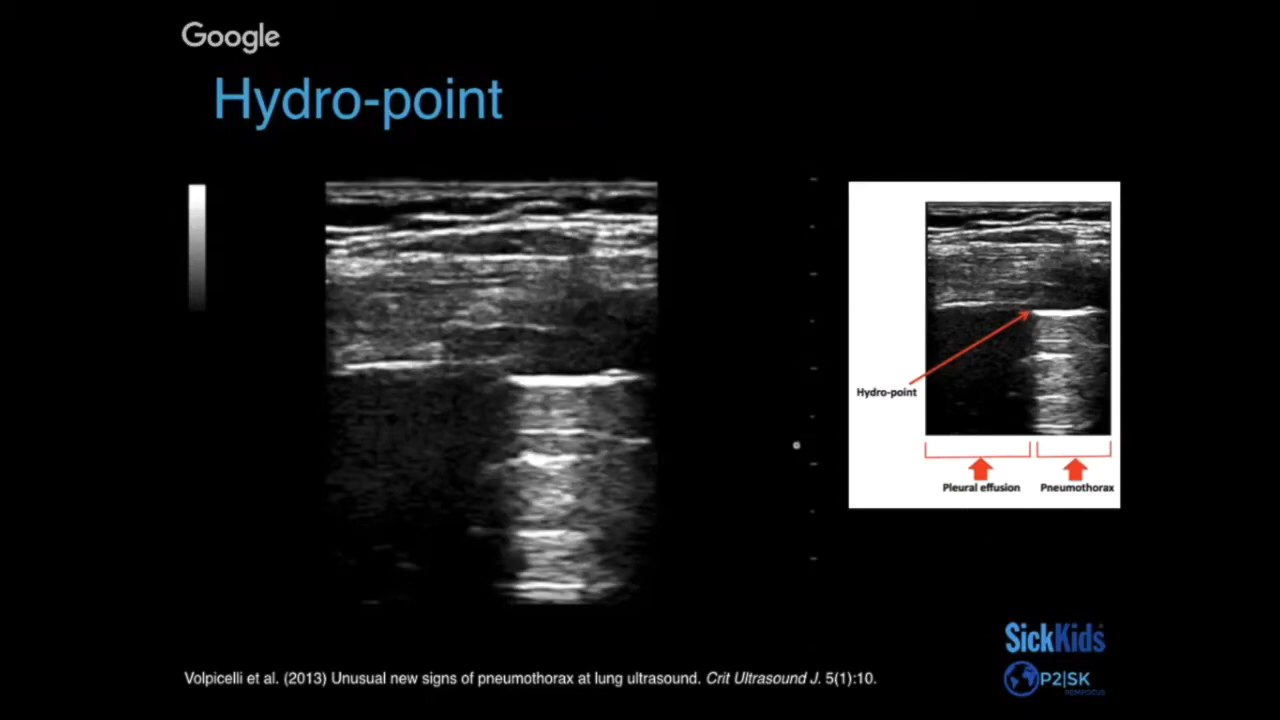 Google
Hydro-point
Hydro-point
Pleural effusion
Pneumothorax
Volpicelli et al. (2013) Unusual new signs of pneumothorax at lung ultrasound. Crit Ultrasound J. 5(1):10.
SickKids
P2|SK
PEMPOCUS